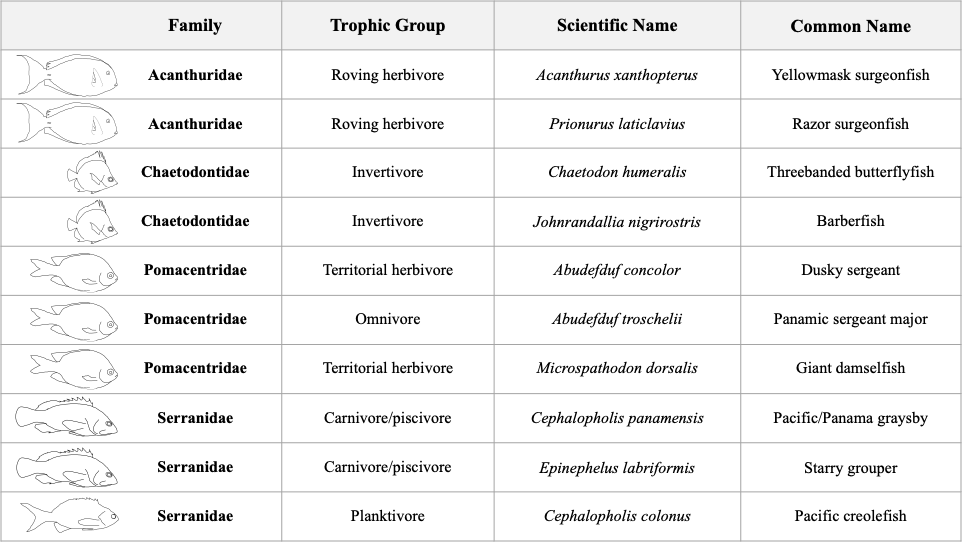 Family Trophic Group Scientific Name Common Name
Acanthuridae Roving herbivore Acanthurus xanthopterus Yellowmask surgeonfish
Acanthuridae Roving herbivore Prionurus laticlavius Razor surgeonfish
Chaetodontidae Invertivore Chaetodon humeralis Threebanded butterflyfish
Chaetodontidae Invertivore Johnrandallia nigrirostris Barberfish
Pomacentridae Territorial herbivore Abudefduf concolor Dusky sergeant
Pomacentridae Omnivore Abudefduf troschelii Panamic sergeant major
Pomacentridae Territorial herbivore Microspathodon dorsalis Giant damselfish
Serranidae Carnivore/piscivore Cephalopholis panamensis Pacific/Panama graysby
Serranidae Carnivore/piscivore Epinephelus labriformis Starry grouper
Serranidae Planktivore Cephalopholis colonus Pacific creolefish